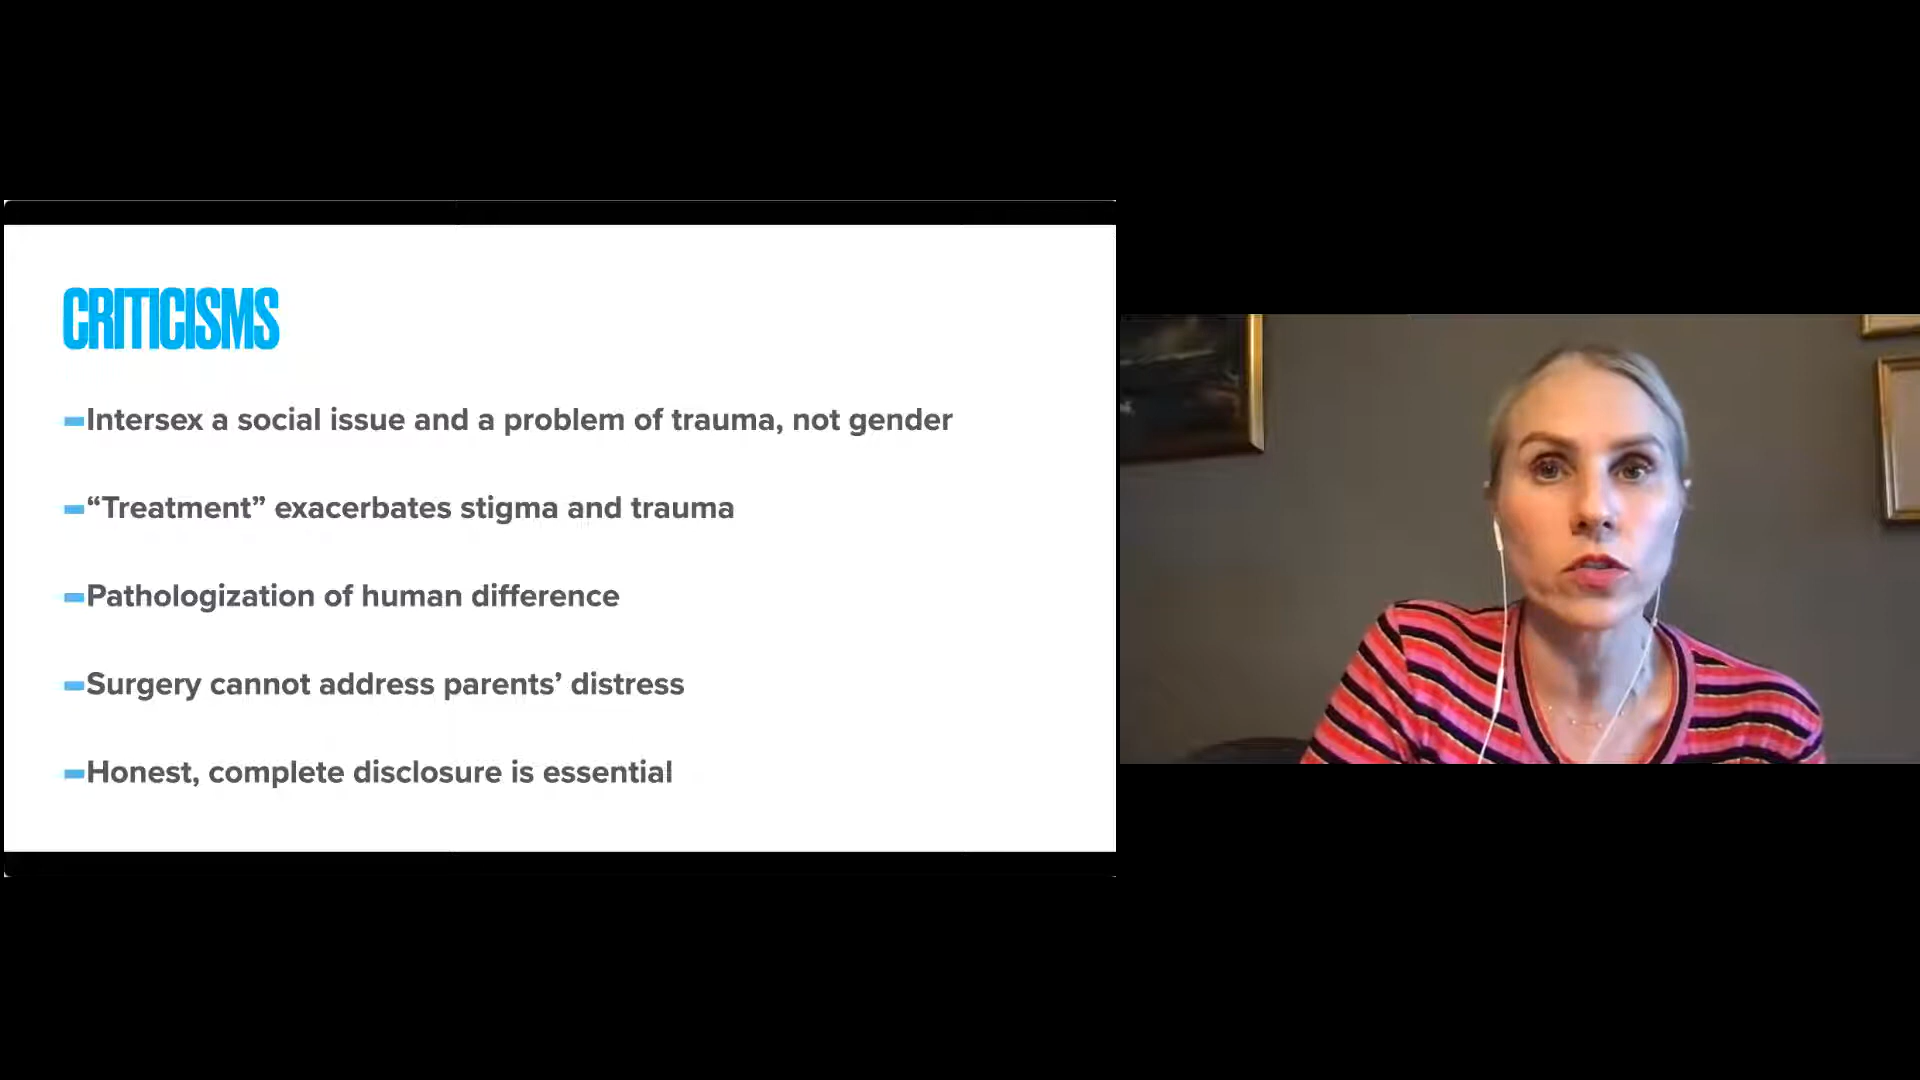 CRITICISMS
Intersex a social issue and a problem of trauma, not gender
“Treatment” exacerbates stigma and trauma
Pathologization of human difference
Surgery cannot address parents’ distress
Honest, complete disclosure is essential